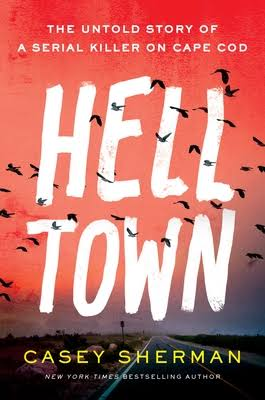 THE UNTOLD STORY OF
A SERIAL KILLER ON CAPE COD
HELL
TOWN
CASEY SHERMAN
NEW YORK TIMES BESTSELLING AUTHOR